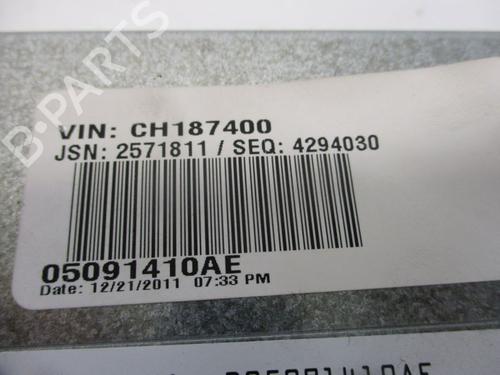 VIN: CH187400
JSN: 2571811 / SEQ: 4294030
05091410AE
Date: 12/21/2011 07:33 PM
B-PARTS